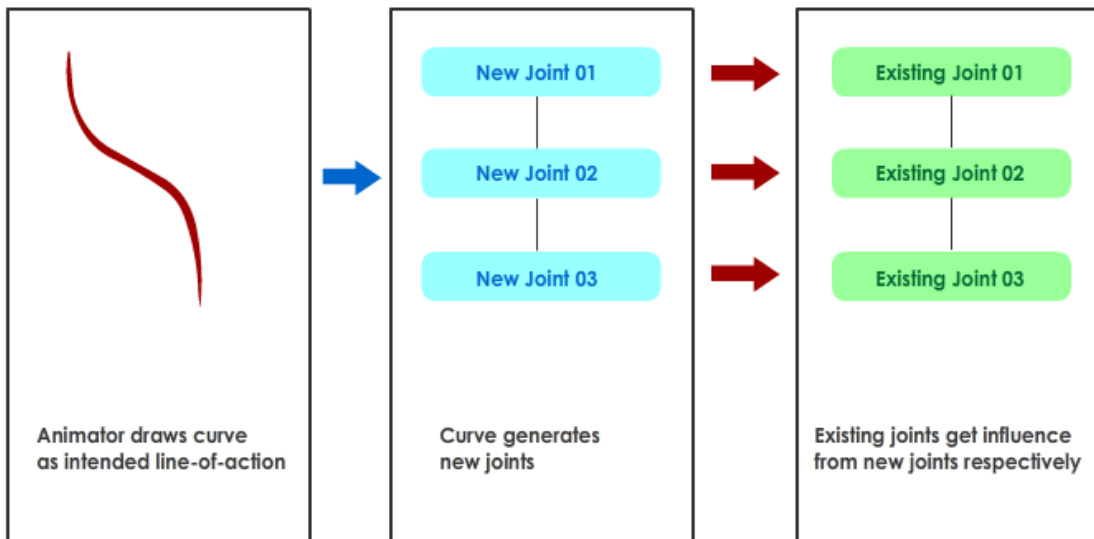 New Joint 01
New Joint 02
New Joint 03
Existing Joint 01
Existing Joint 02
Existing Joint 03
Animator draws curve
as intended line-of-action
Curve generates
new joints
Existing joints get influence
from new joints respectively